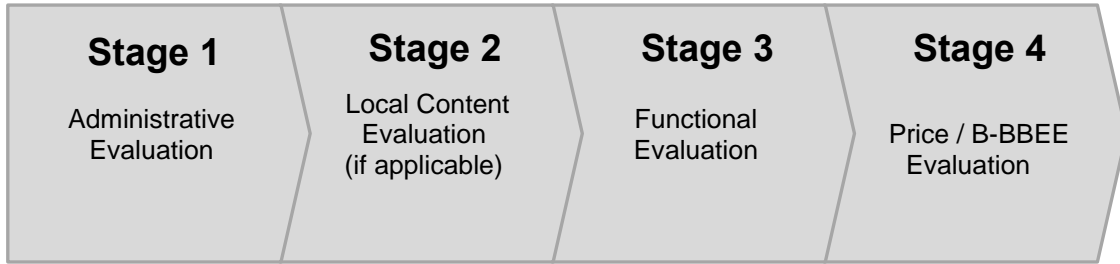 Stage 1
Administrative
Evaluation
Stage 2
Local Content
Evaluation
(if applicable)
Stage 3
Functional
Evaluation
Stage 4
Price / B-BBEE
Evaluation